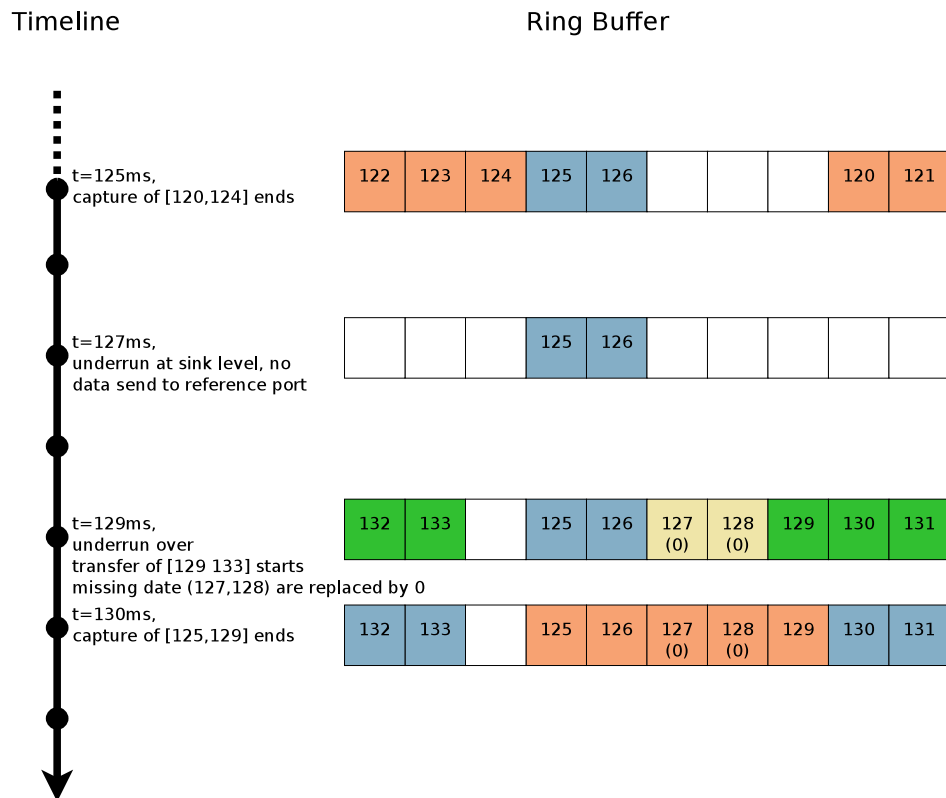 Timeline
Ring Buffer
t=125ms,
capture of [120,124] ends
122 123 124 125 126 120 121
t=127ms,
underrun at sink level, no
data send to reference port
125 126
t=129ms,
underrun over
transfer of [129 133] starts
missing date (127,128) are replaced by 0
132 133 125 126 127 128 129 130 131
(0) (0)
t=130ms,
capture of [125,129] ends
132 133 125 126 127 128 129 130 131
(0) (0)